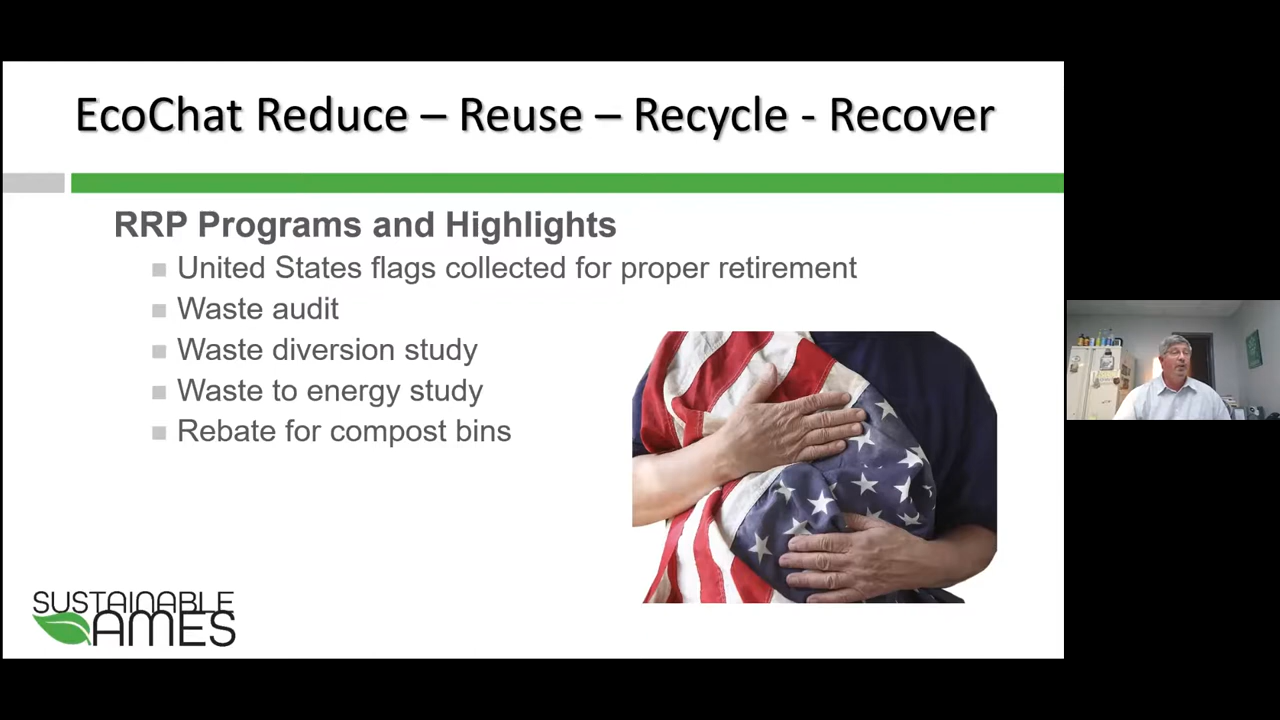 EcoChat Reduce – Reuse – Recycle - Recover
RRP Programs and Highlights
United States flags collected for proper retirement
Waste audit
Waste diversion study
Waste to energy study
Rebate for compost bins
SUSTAINABLE
AMES